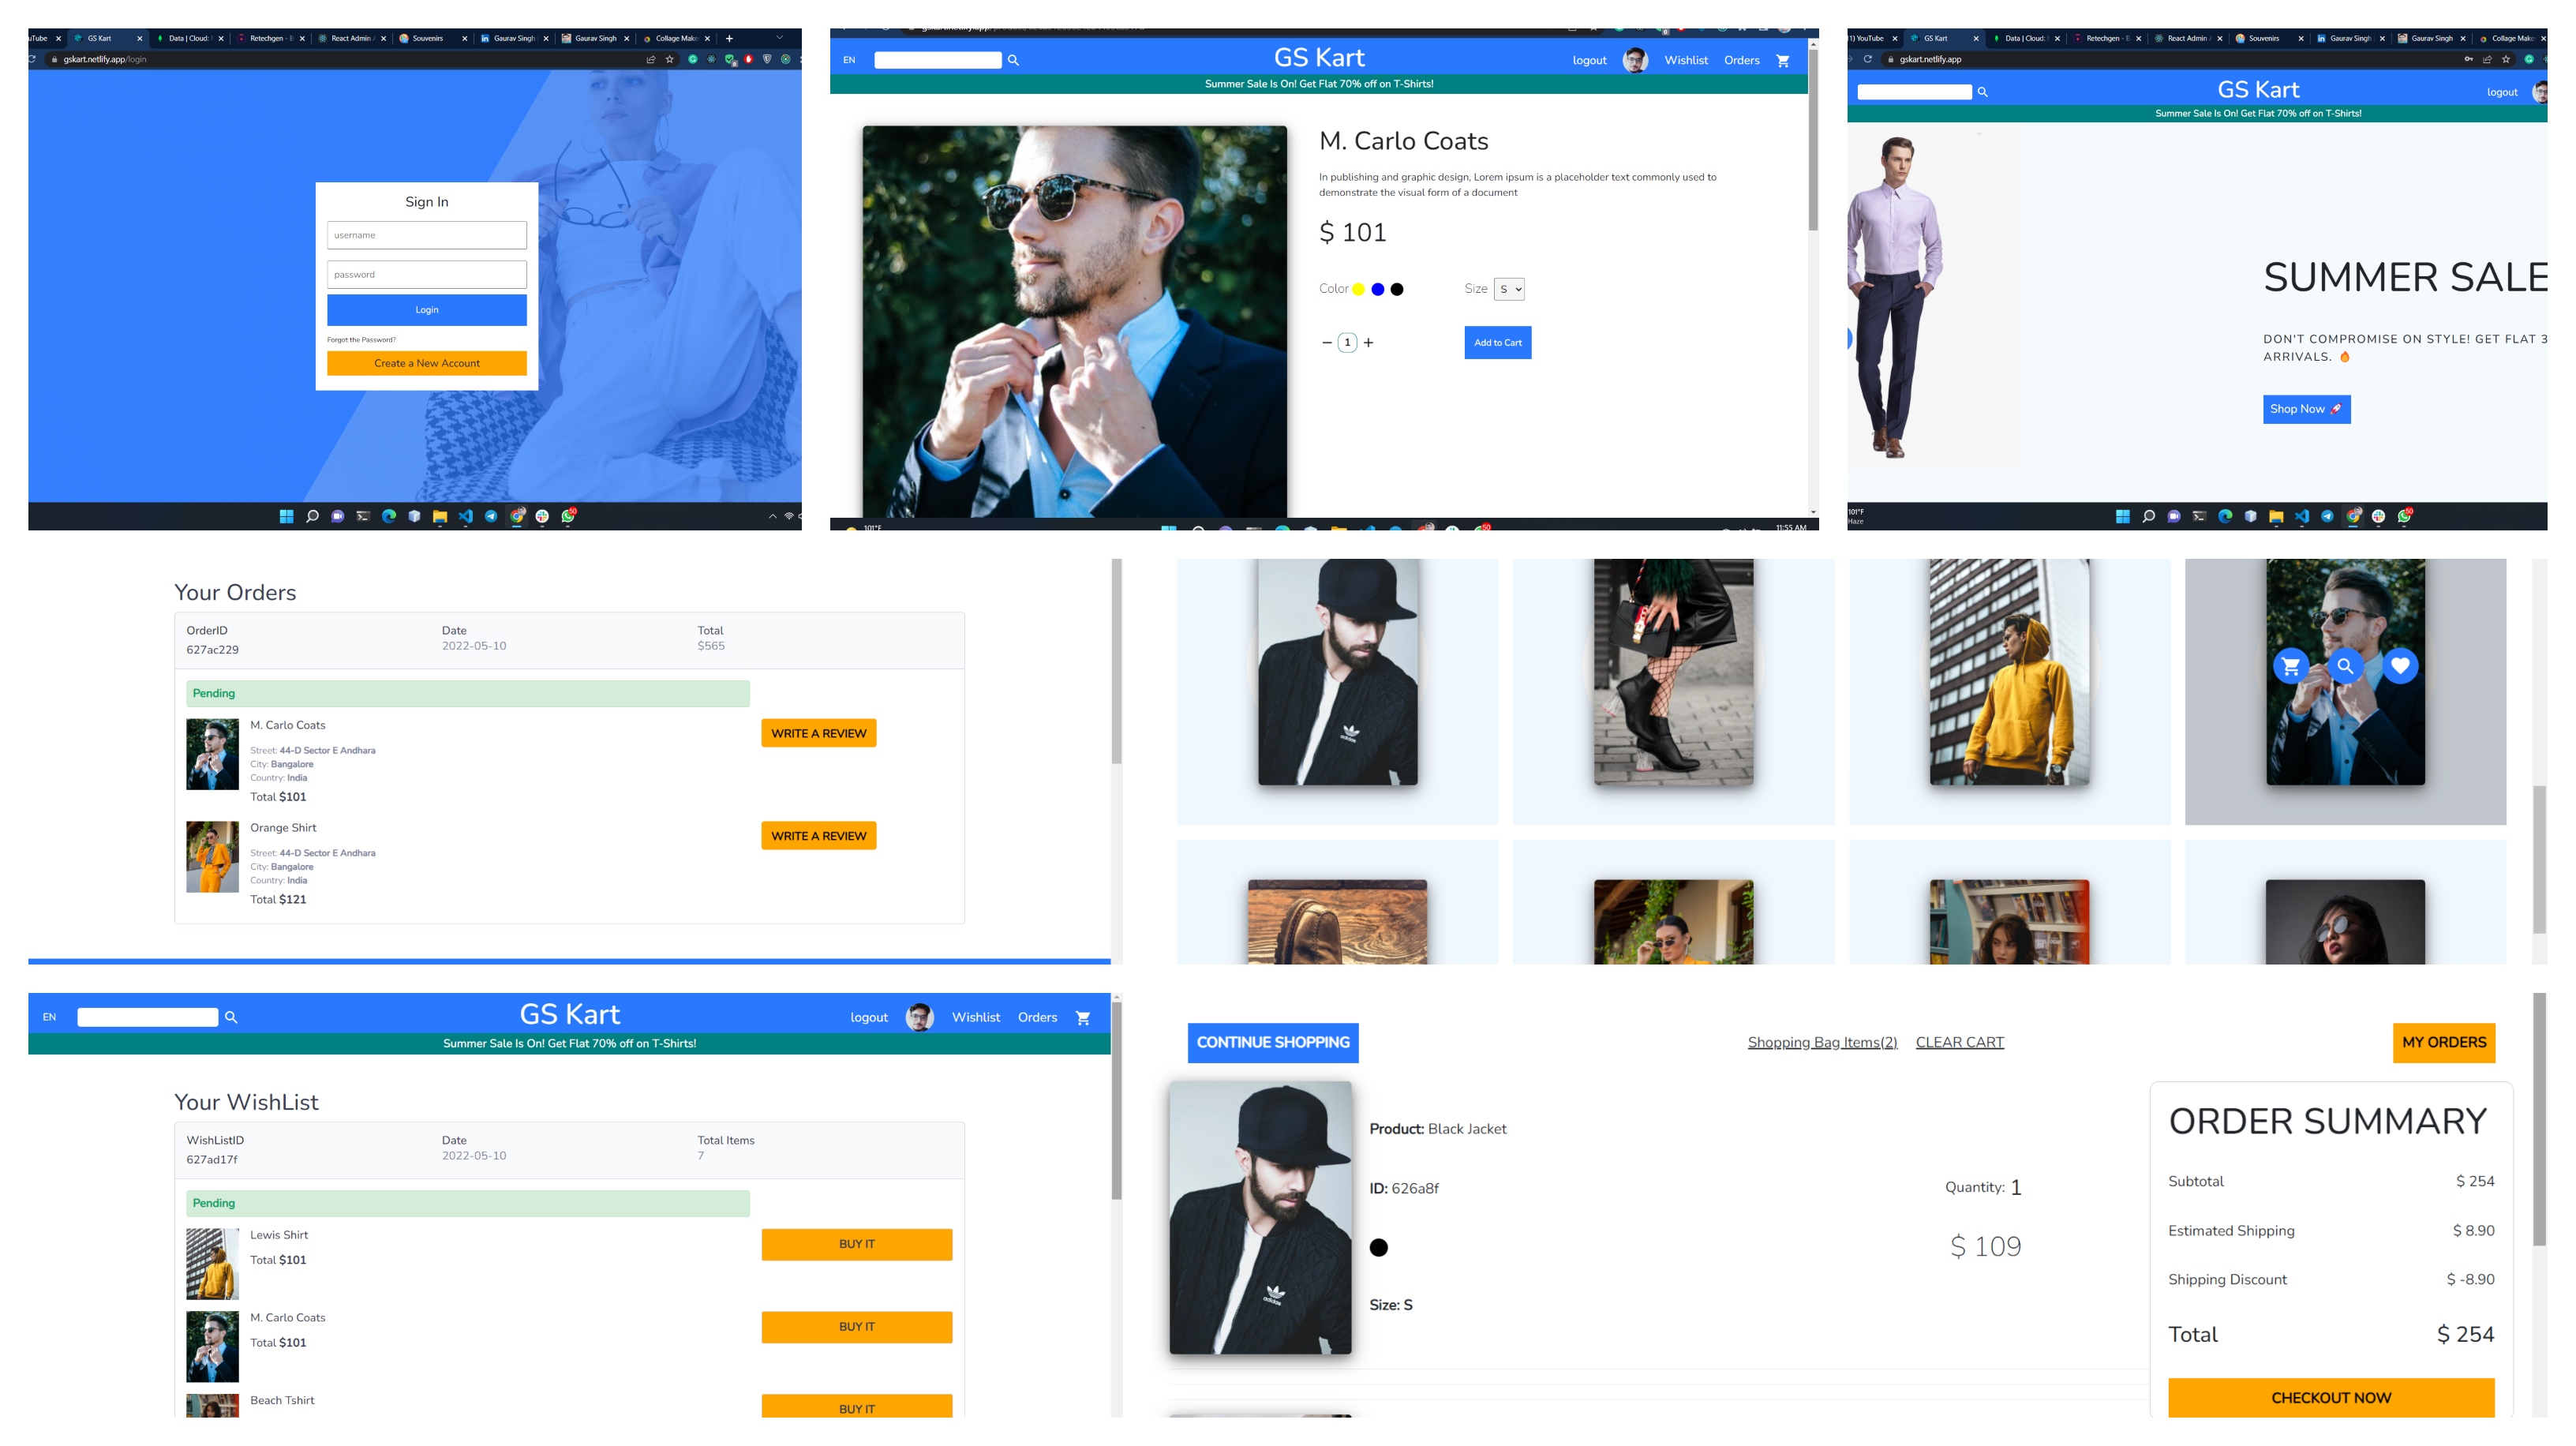 uTube
GS Kart
Data | Cloud:
Retechgen -
React Admin
Souvenirs
Gaurav Singh
Gaurav Singh
Collage Make
gskart.netlify.app/login
Sign In
username
password
Login
Forgot the Password?
Create a New Account
50
EN
GS Kart
logout
Wishlist
Orders
Summer Sale Is On! Get Flat 70% off on T-Shirts!
M. Carlo Coats
In publishing and graphic design, Lorem ipsum is a placeholder text commonly used to
demonstrate the visual form of a document
$ 101
Color
Size
S
1
Add to Cart
101°F
50
11:55 AM
1) YouTube
GS Kart
Data | Cloud:
Retechgen -
React Admin
Souvenirs
Gaurav Singh
Gaurav Singh
Collage Make
gskart.netlify.app
GS Kart
logout
Summer Sale Is On! Get Flat 70% off on T-Shirts!
SUMMER SALE
DON'T COMPROMISE ON STYLE! GET FLAT 3
ARRIVALS. 🔥
Shop Now 🚀
101°F
Haze
50
Your Orders
OrderID Date Total
627ac229 2022-05-10 $565
Pending
M. Carlo Coats
WRITE A REVIEW
Street: 44-D Sector E Andhara
City: Bangalore
Country: India
Total $101
Orange Shirt
WRITE A REVIEW
Street: 44-D Sector E Andhara
City: Bangalore
Country: India
Total $121
adidas
EN
GS Kart
logout
Wishlist
Orders
Summer Sale Is On! Get Flat 70% off on T-Shirts!
Your WishList
WishListID Date Total Items
627ad17f 2022-05-10 7
Pending
Lewis Shirt
Total $101
BUY IT
M. Carlo Coats
Total $101
BUY IT
Beach Tshirt
BUY IT
CONTINUE SHOPPING
Shopping Bag Items(2)
CLEAR CART
MY ORDERS
adidas
Product: Black Jacket
ID: 626a8f
Quantity: 1
$ 109
Size: S
ORDER SUMMARY
Subtotal $ 254
Estimated Shipping $ 8.90
Shipping Discount $ -8.90
Total $ 254
CHECKOUT NOW